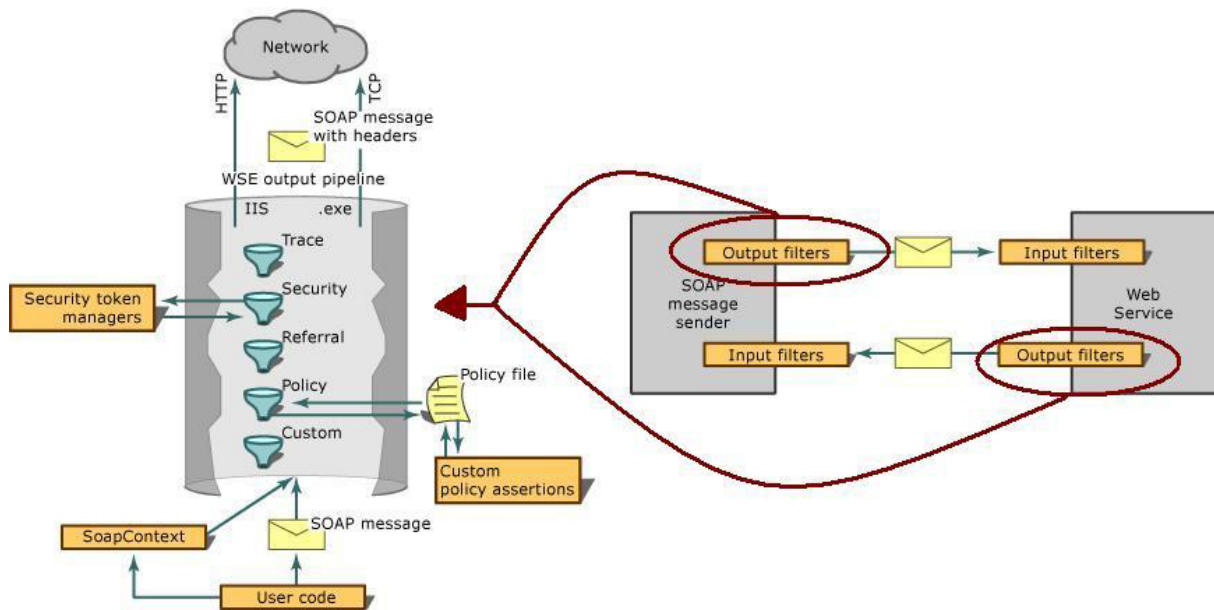 Network
HTTP
TCP
SOAP message
with headers
WSE output pipeline
IIS
.exe
Trace
Security
Security token
managers
Referral
Policy
Policy file
Custom
Custom
policy assertions
SOAP message
SoapContext
User code
Output filters
Input filters
SOAP
message
sender
Web
Service
Input filters
Output filters